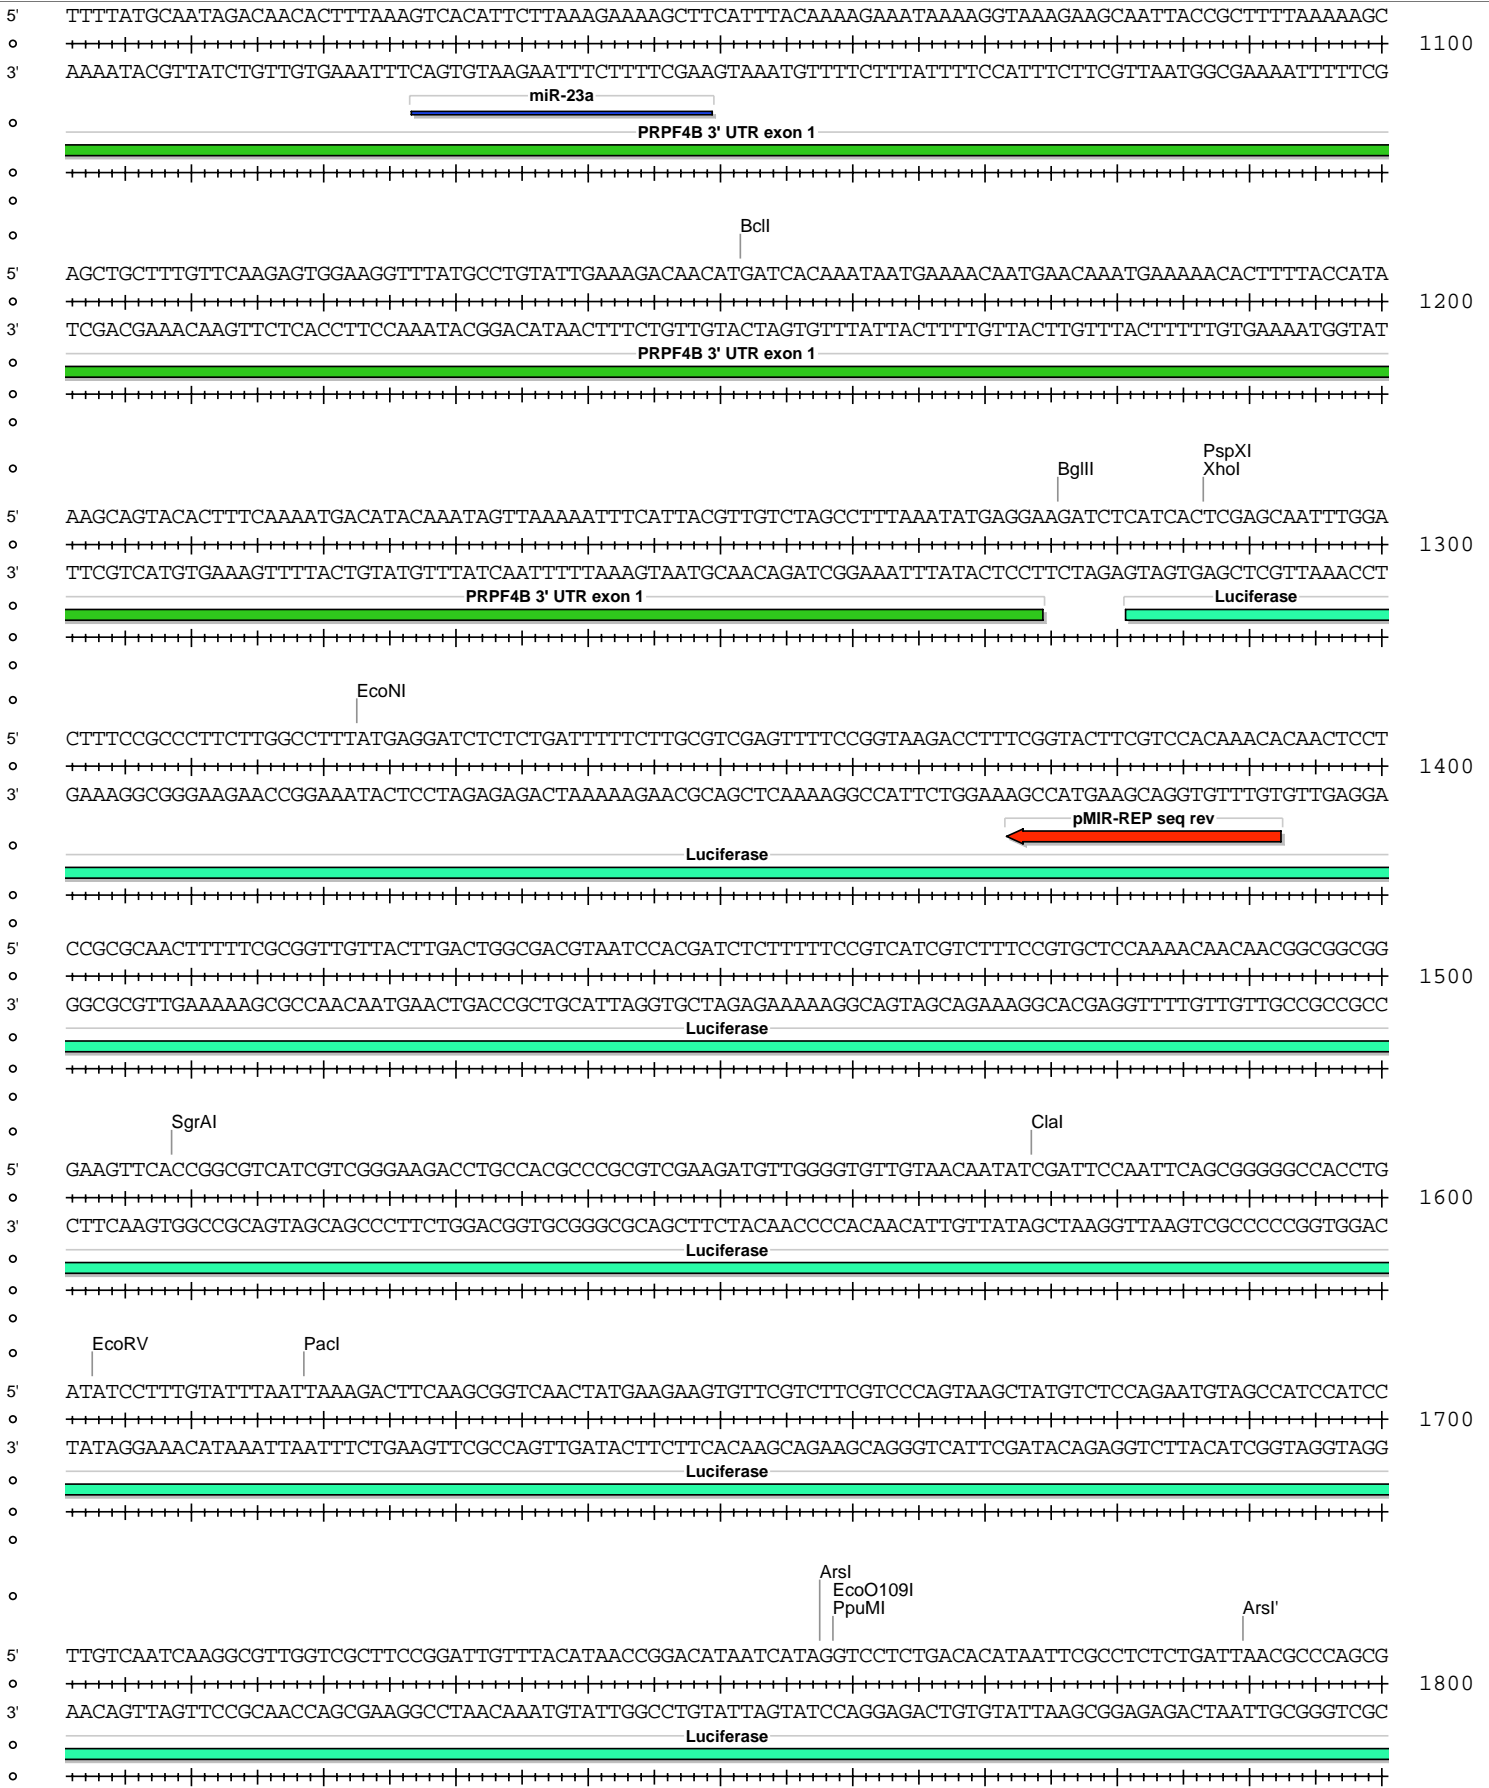 5' TTTTATGCAATAGACAACACTTTAAAGTCACATTCTTAAAGAAAAGCTTCATTTACAAAAGAAATAAAAGGTAAAGAAGCAATTACCGCTTTTAAAAAGC
1100
3' AAAATACGTTATCTGTTGTGAAATTTCAGTGTAAGAATTTCTTTTCGAAGTAAATGTTTTCTTTATTTTCCATTTCTTCGTTAATGGCGAAAATTTTTCG
miR-23a
PRPF4B 3' UTR exon 1
BclI
5' AGCTGCTTTGTTCAAGAGTGGAAGGTTTATGCCTGTATTGAAAGACAACATGATCACAAATAATGAAAACAATGAACAAATGAAAAACACTTTTACCATA
1200
3' TCGACGAAACAAGTTCTCACCTTCCAAATACGGACATAACTTTCTGTTGTACTAGTGTTTATTACTTTTGTTACTTGTTTACTTTTTGTGAAAATGGTAT
PRPF4B 3' UTR exon 1
PspXI
BglII XhoI
5' AAGCAGTACACTTTCAAAATGACATACAAATAGTTAAAAATTTCATTACGTTGTCTAGCCTTTAAATATGAGGAAGATCTCATCACTCGAGCAATTTGGA
1300
3' TTCGTCATGTGAAAGTTTTACTGTATGTTTATCAATTTTTAAAGTAATGCAACAGATCGGAAATTTATACTCCTTCTAGAGTAGTGAGCTCGTTAAACCT
PRPF4B 3' UTR exon 1 Luciferase
EcoNI
5' CTTTCCGCCCTTCTTGGCCTTTATGAGGATCTCTCTGATTTTTCTTGCGTCGAGTTTTCCGGTAAGACCTTTCGGTACTTCGTCCACAAACACAACTCCT
1400
3' GAAAGGCGGGAAGAACCGGAAATACTCCTAGAGAGACTAAAAAGAACGCAGCTCAAAAGGCCATTCTGGAAAGCCATGAAGCAGGTGTTTGTGTTGAGGA
pMIR-REP seq rev
Luciferase
5' CCGCGCAACTTTTTCGCGGTTGTTACTTGACTGGCGACGTAATCCACGATCTCTTTTTCCGTCATCGTCTTTCCGTGCTCCAAAACAACAACGGCGGCGG
1500
3' GGCGCGTTGAAAAAGCGCCAACAATGAACTGACCGCTGCATTAGGTGCTAGAGAAAAAGGCAGTAGCAGAAAGGCACGAGGTTTTGTTGTTGCCGCCGCC
Luciferase
SgrAI ClaI
5' GAAGTTCACCGGCGTCATCGTCGGGAAGACCTGCCACGCCCGCGTCGAAGATGTTGGGGTGTTGTAACAATATCGATTCCAATTCAGCGGGGGCCACCTG
1600
3' CTTCAAGTGGCCGCAGTAGCAGCCCTTCTGGACGGTGCGGGCGCAGCTTCTACAACCCCACAACATTGTTATAGCTAAGGTTAAGTCGCCCCCGGTGGAC
Luciferase
EcoRV PacI
5' ATATCCTTTGTATTTAATTAAAGACTTCAAGCGGTCAACTATGAAGAAGTGTTCGTCTTCGTCCCAGTAAGCTATGTCTCCAGAATGTAGCCATCCATCC
1700
3' TATAGGAAACATAAATTAATTTCTGAAGTTCGCCAGTTGATACTTCTTCACAAGCAGAAGCAGGGTCATTCGATACAGAGGTCTTACATCGGTAGGTAGG
Luciferase
ArsI
EcoO109I
PpuMI ArsI'
5' TTGTCAATCAAGGCGTTGGTCGCTTCCGGATTGTTTACATAACCGGACATAATCATAGGTCCTCTGACACATAATTCGCCTCTCTGATTAACGCCCAGCG
1800
3' AACAGTTAGTTCCGCAACCAGCGAAGGCCTAACAAATGTATTGGCCTGTATTAGTATCCAGGAGACTGTGTATTAAGCGGAGAGACTAATTGCGGGTCGC
Luciferase